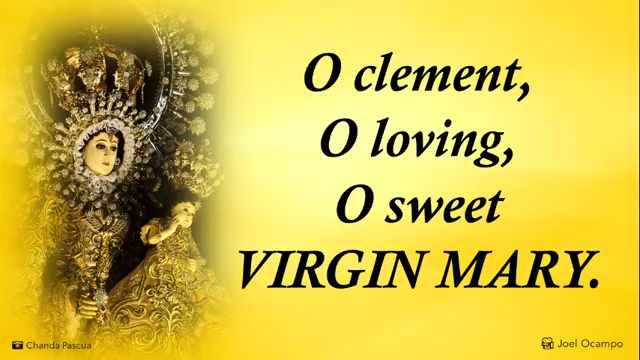 O clement,
O loving,
O sweet
VIRGIN MARY.
Chanda Pascua
Joel Ocampo